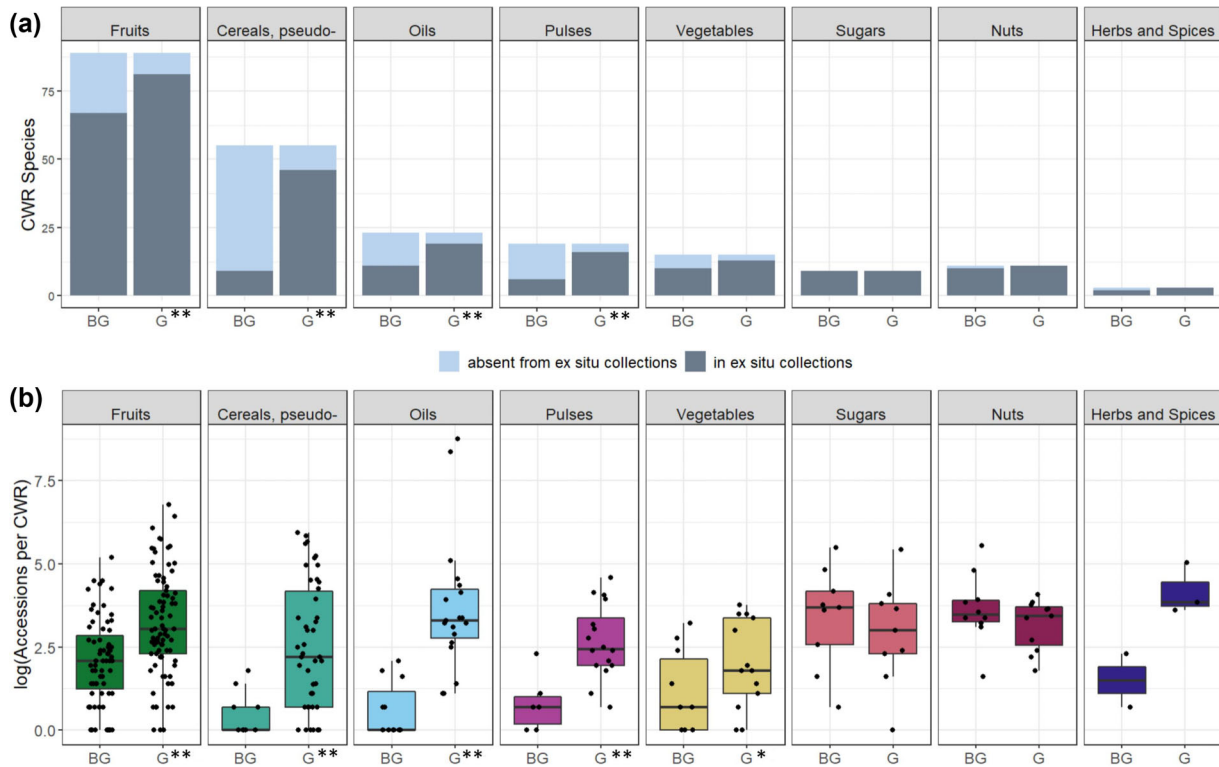 (a)
Fruits Cereals, pseudo- Oils Pulses Vegetables Sugars Nuts Herbs and Spices
CWR Species
75
50
25
0
BG G** BG G** BG G** BG G** BG G BG G BG G BG G
absent from ex situ collections in ex situ collections
(b)
Fruits Cereals, pseudo- Oils Pulses Vegetables Sugars Nuts Herbs and Spices
log(Accessions per CWR)
7.5
5.0
2.5
0.0
BG G** BG G** BG G** BG G** BG G* BG G BG G BG G